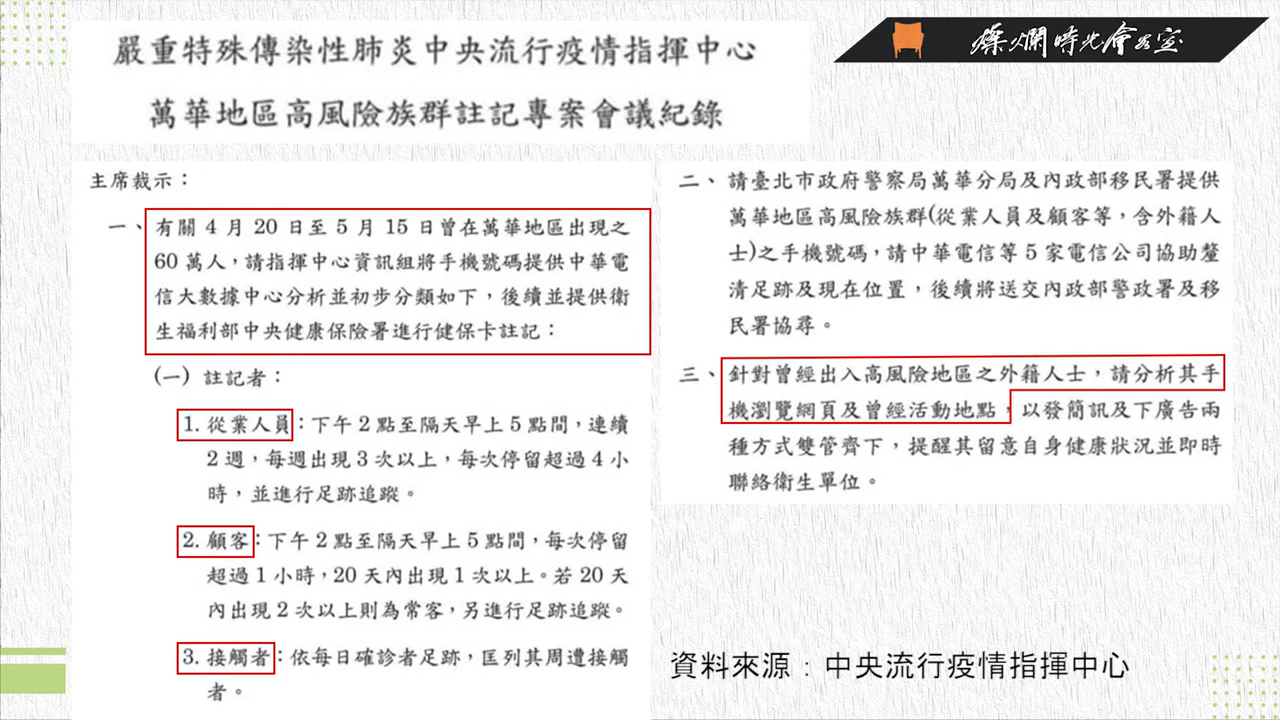 燦爛時光會客室
嚴重特殊傳染性肺炎中央流行疫情指揮中心
萬華地區高風險族群註記專案會議紀錄
主席裁示：
一、有關 4 月 20 日至 5 月 15 日曾在萬華地區出現之
60 萬人，請指揮中心資訊組將手機號碼提供中華電
信大數據中心分析並初步分類如下，後續並提供衛
生福利部中央健康保險署進行健保卡註記：
(一) 註記者：
1. 從業人員：下午 2 點至隔天早上 5 點間，連續
2 週，每週出現 3 次以上，每次停留超過 4 小
時，並進行足跡追蹤。
2. 顧客：下午 2 點至隔天早上 5 點間，每次停留
超過 1 小時，20 天內出現 1 次以上。若 20 天
內出現 2 次以上則為常客，另進行足跡追蹤。
3. 接觸者：依每日確診者足跡，匡列其周遭接觸
者。
二、請臺北市政府警察局萬華分局及內政部移民署提供
萬華地區高風險族群(從業人員及顧客等，含外籍人
士)之手機號碼，請中華電信等 5 家電信公司協助釐
清足跡及現在位置，後續將送交內政部警政署及移
民署協尋。
三、針對曾經出入高風險地區之外籍人士，請分析其手
機瀏覽網頁及曾經活動地點，以發簡訊及下廣告兩
種方式雙管齊下，提醒其留意自身健康狀況並即時
聯絡衛生單位。
資料來源：中央流行疫情指揮中心